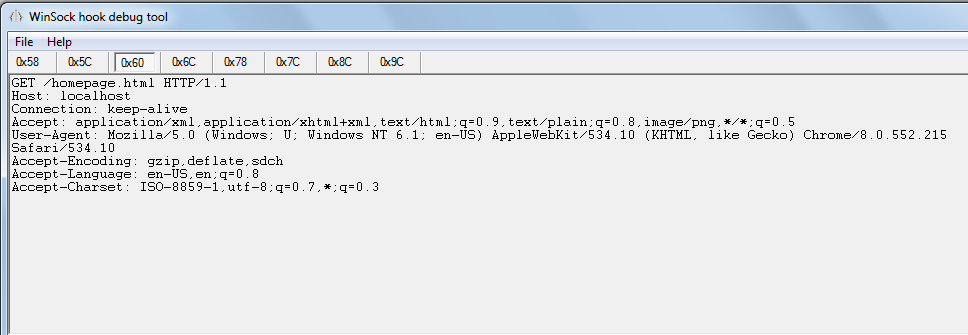 WinSock hook debug tool
File Help
0x58 0x5C 0x60 0x6C 0x78 0x7C 0x8C 0x9C
GET /homepage.html HTTP/1.1
Host: localhost
Connection: keep-alive
Accept: application/xml,application/xhtml+xml,text/html;q=0.9,text/plain;q=0.8,image/png,*/*;q=0.5
User-Agent: Mozilla/5.0 (Windows; U; Windows NT 6.1; en-US) AppleWebKit/534.10 (KHTML, like Gecko) Chrome/8.0.552.215
Safari/534.10
Accept-Encoding: gzip,deflate,sdch
Accept-Language: en-US,en;q=0.8
Accept-Charset: ISO-8859-1,utf-8;q=0.7,*;q=0.3